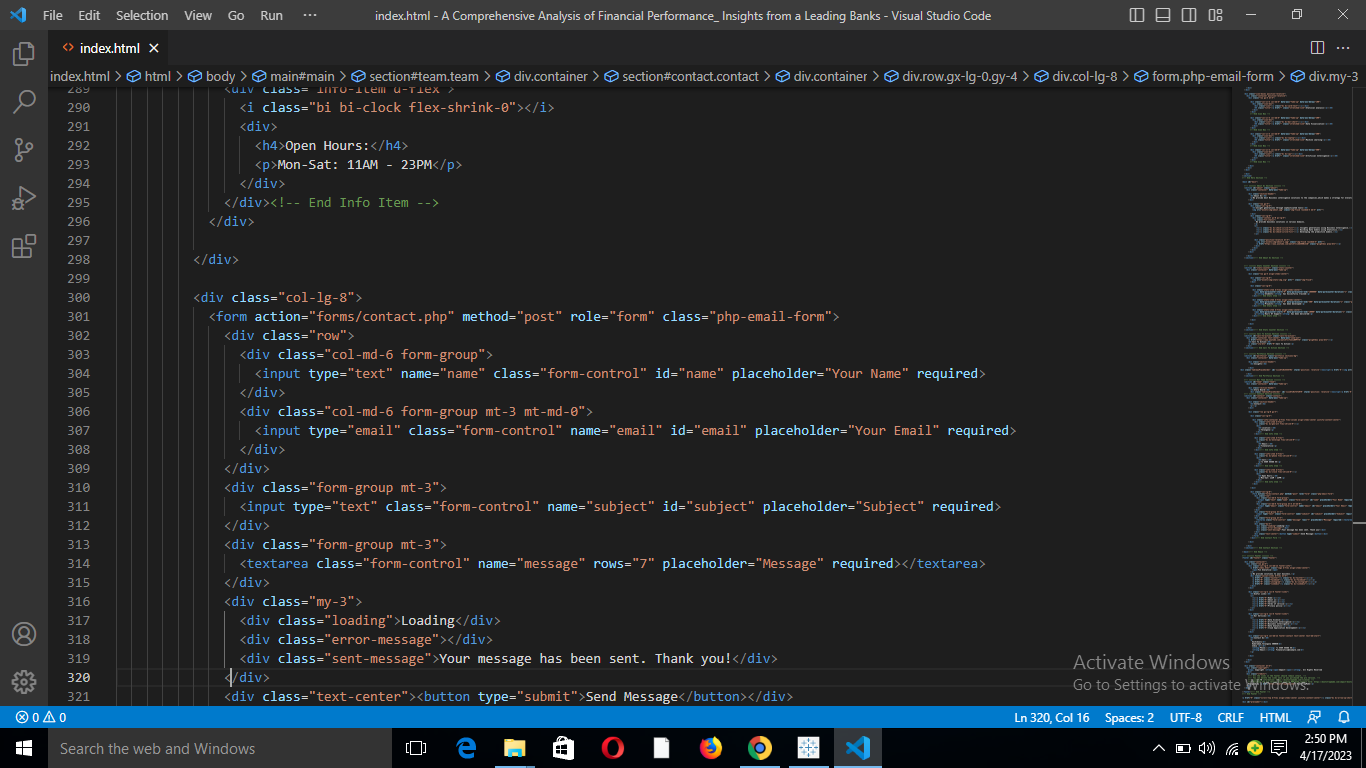 File Edit Selection View Go Run ··· index.html - A Comprehensive Analysis of Financial Performance_ Insights from a Leading Banks - Visual Studio Code
<> index.html ×
index.html > html > body > main#main > section#team.team > div.container > section#contact.contact > div.container > div.row.gx-lg-0.gy-4 > div.col-lg-8 > form.php-email-form > div.my-3
289 <div class="info-item d-flex">
290 <i class="bi bi-clock flex-shrink-0"></i>
291 <div>
292 <h4>Open Hours:</h4>
293 <p>Mon-Sat: 11AM - 23PM</p>
294 </div>
295 </div><!-- End Info Item -->
296 </div>
297
298 </div>
299
300 <div class="col-lg-8">
301 <form action="forms/contact.php" method="post" role="form" class="php-email-form">
302 <div class="row">
303 <div class="col-md-6 form-group">
304 <input type="text" name="name" class="form-control" id="name" placeholder="Your Name" required>
305 </div>
306 <div class="col-md-6 form-group mt-3 mt-md-0">
307 <input type="email" class="form-control" name="email" id="email" placeholder="Your Email" required>
308 </div>
309 </div>
310 <div class="form-group mt-3">
311 <input type="text" class="form-control" name="subject" id="subject" placeholder="Subject" required>
312 </div>
313 <div class="form-group mt-3">
314 <textarea class="form-control" name="message" rows="7" placeholder="Message" required></textarea>
315 </div>
316 <div class="my-3">
317 <div class="loading">Loading</div>
318 <div class="error-message"></div>
319 <div class="sent-message">Your message has been sent. Thank you!</div>
320 </div>
321 <div class="text-center"><button type="submit">Send Message</button></div>
Activate Windows
Go to Settings to activate Windows.
0 0 Ln 320, Col 16 Spaces: 2 UTF-8 CRLF HTML
Search the web and Windows
2:50 PM
4/17/2023